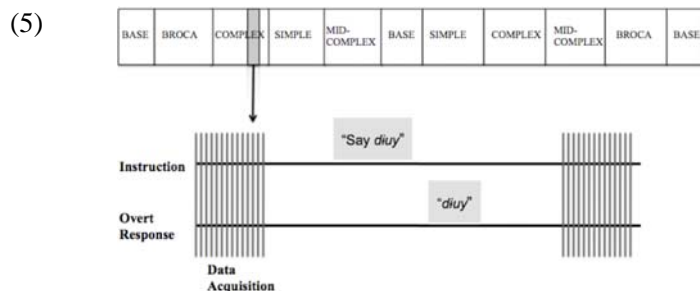 (5)
BASE BROCA COMPLEX SIMPLE MID-COMPLEX BASE SIMPLE COMPLEX MID-COMPLEX BROCA BASE
"Say diuy"
Instruction
"diuy"
Overt
Response
Data
Acquisition